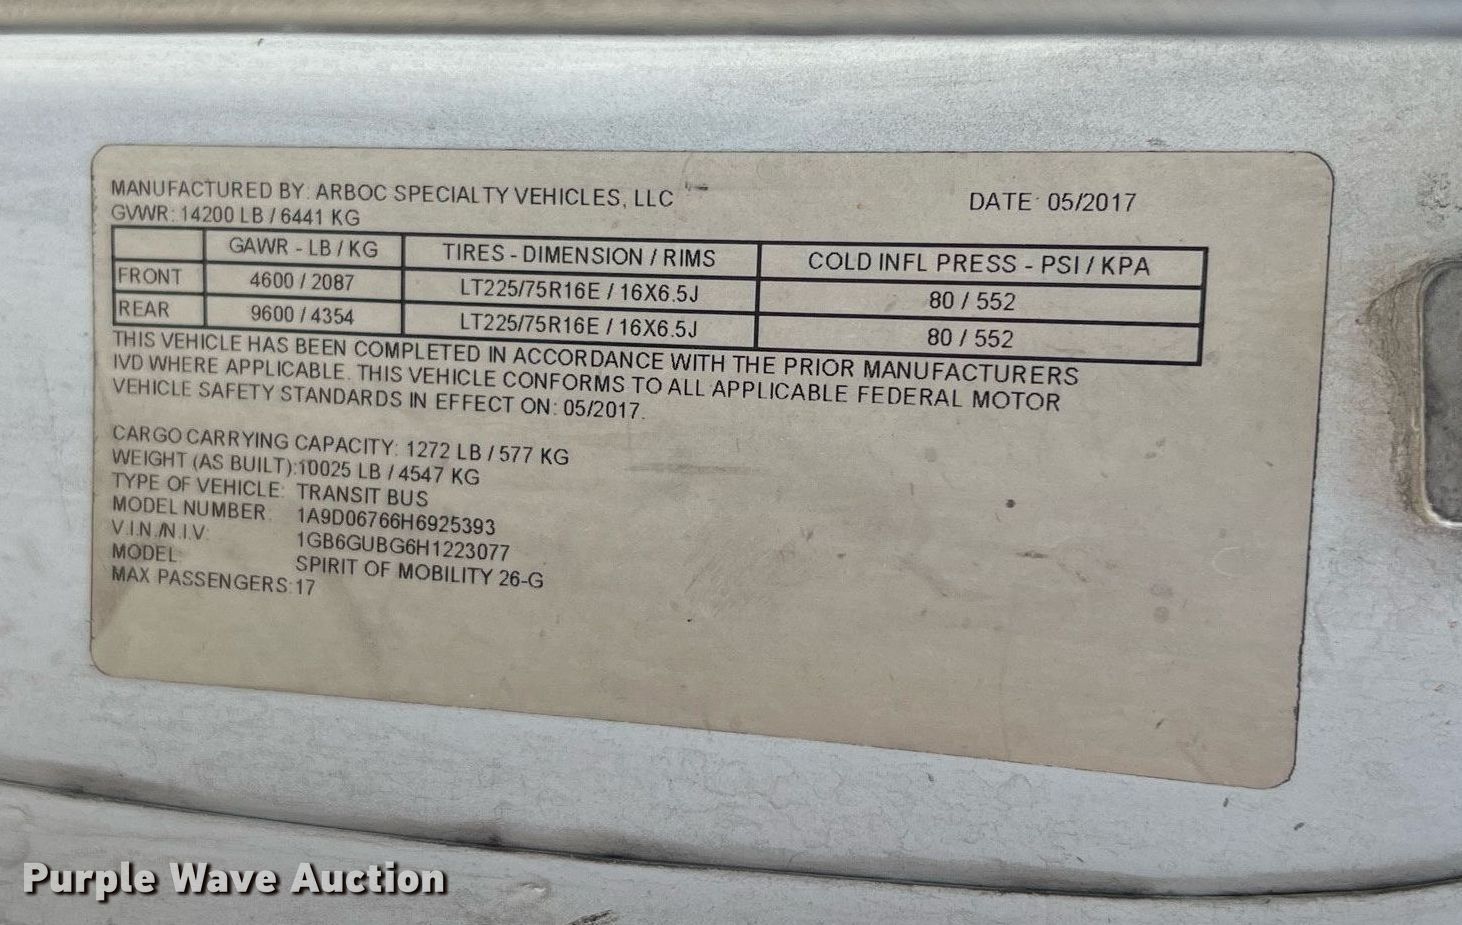 MANUFACTURED BY: ARBOC SPECIALTY VEHICLES, LLC DATE: 05/2017
GVWR: 14200 LB / 6441 KG
GAWR - LB / KG TIRES - DIMENSION / RIMS COLD INFL PRESS - PSI / KPA
FRONT 4600 / 2087 LT225/75R16E / 16X6.5J 80 / 552
REAR 9600 / 4354 LT225/75R16E / 16X6.5J 80 / 552
THIS VEHICLE HAS BEEN COMPLETED IN ACCORDANCE WITH THE PRIOR MANUFACTURERS
IVD WHERE APPLICABLE. THIS VEHICLE CONFORMS TO ALL APPLICABLE FEDERAL MOTOR
VEHICLE SAFETY STANDARDS IN EFFECT ON: 05/2017.
CARGO CARRYING CAPACITY: 1272 LB / 577 KG
WEIGHT (AS BUILT):10025 LB / 4547 KG
TYPE OF VEHICLE: TRANSIT BUS
MODEL NUMBER: 1A9D06766H6925393
V.I.N./N.I.V: 1GB6GUBG6H1223077
MODEL: SPIRIT OF MOBILITY 26-G
MAX PASSENGERS:17
Purple Wave Auction